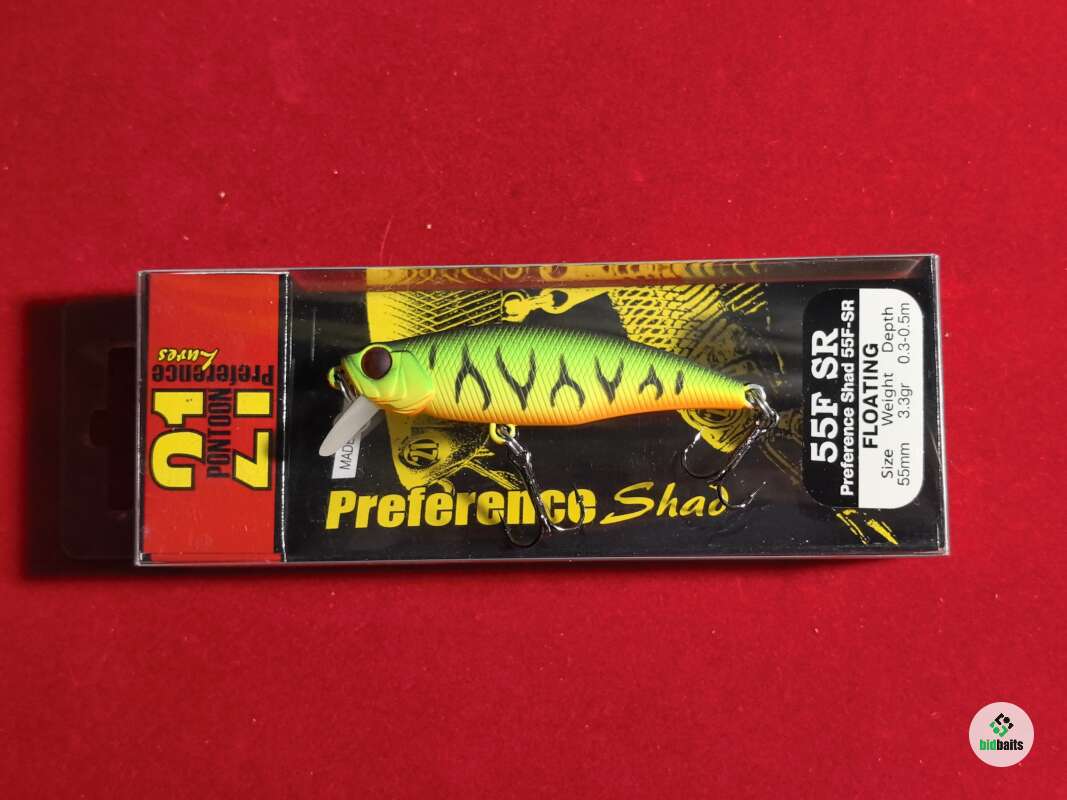 21
PONTOON
Preference
Lures
MADE
Preference Shad
55F SR
Preference Shad 55F-SR
FLOATING
Size Weight Depth
55mm 3.3gr 0.3-0.5m
21
bidbaits